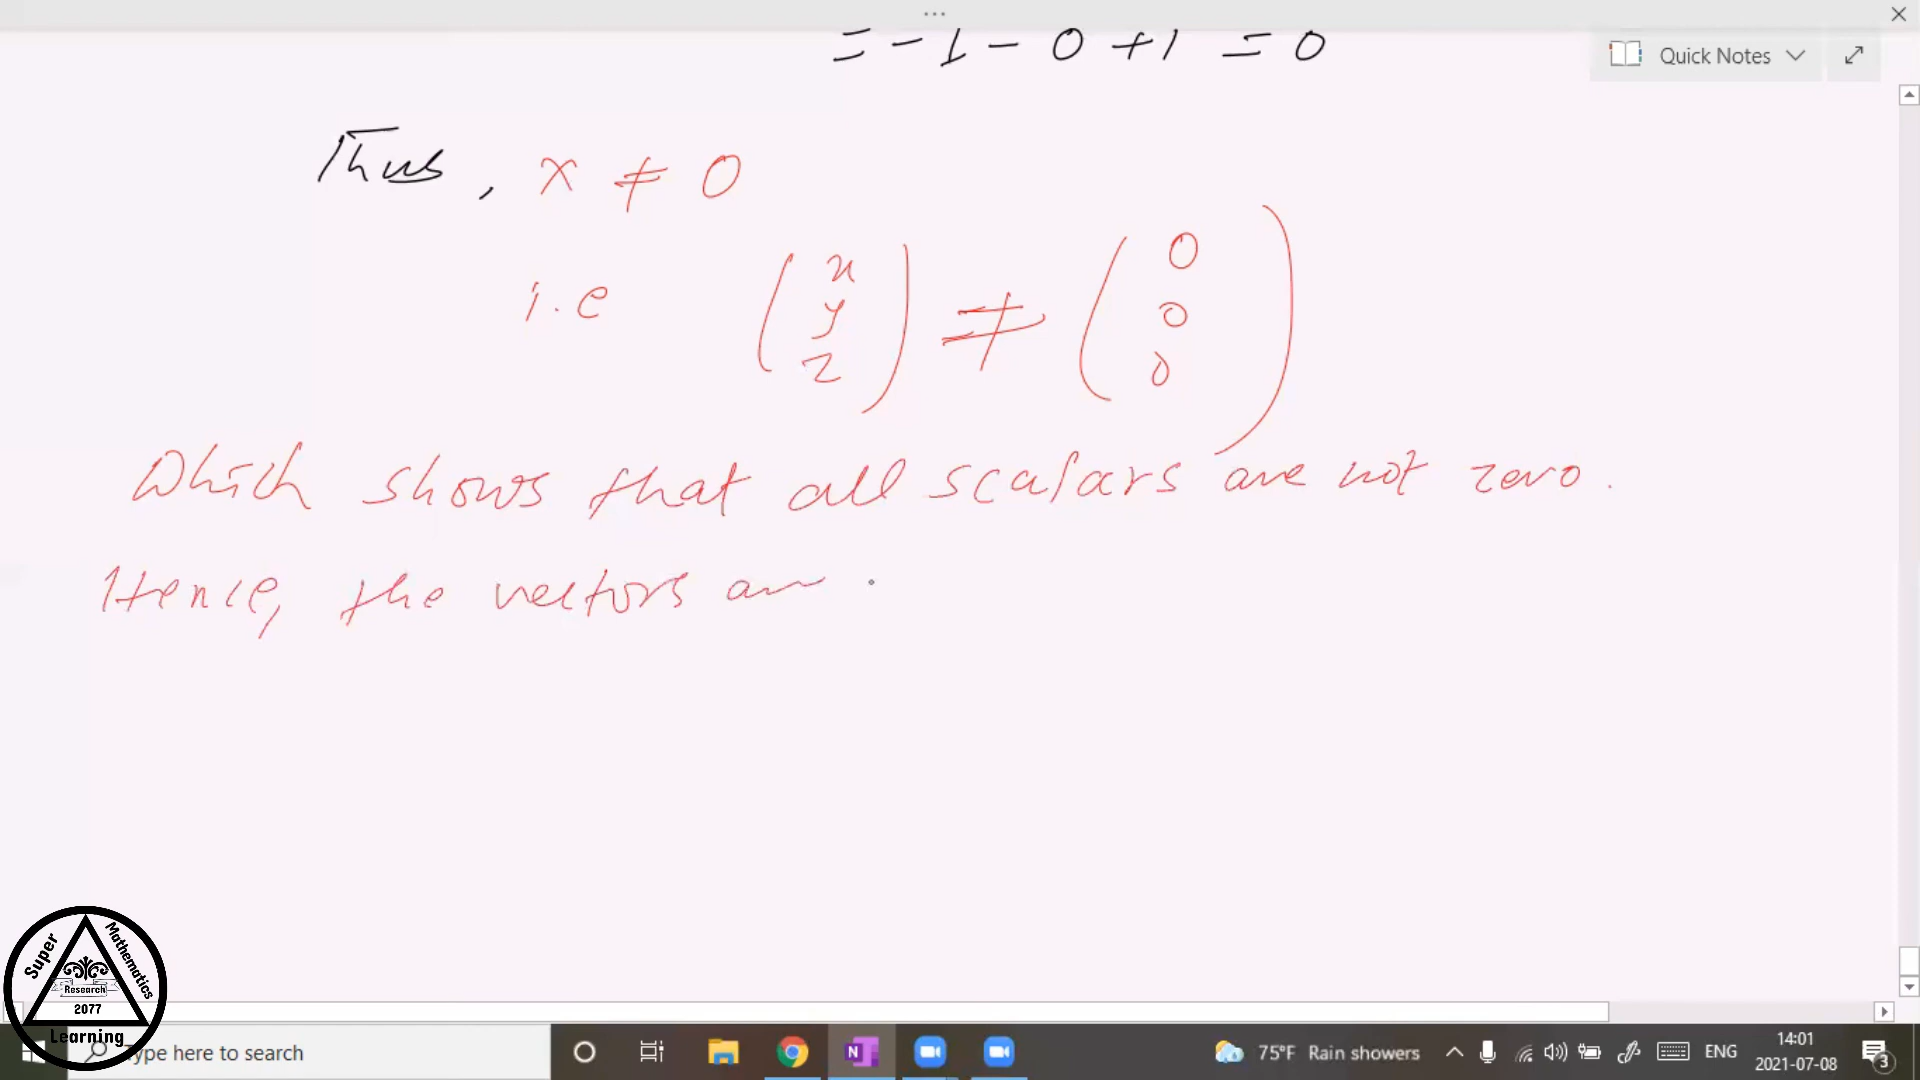 = - 1 - 0 + 1 = 0
Quick Notes
Thus, x ≠ 0
i.e (x y z) ≠ (0 0 0)
Which shows that all scalars are not zero.
Hence, the vectors are
Super Mathematics
Research
2077
Learning
Type here to search
75°F Rain showers
ENG
14:01
2021-07-08
3